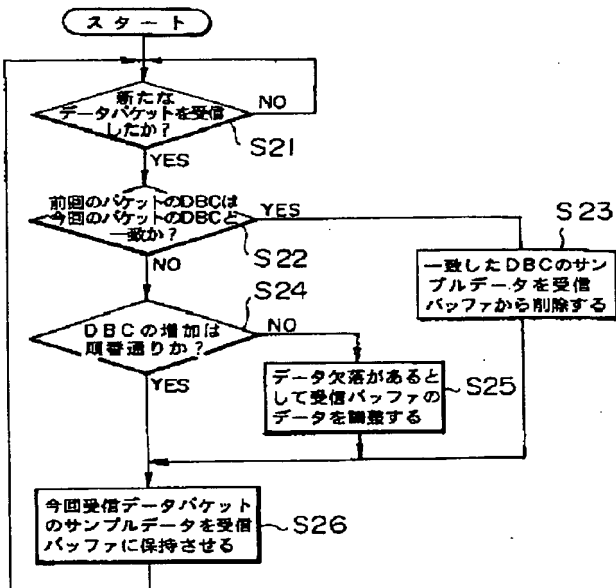 スタート
新たな
データパケットを受信
したか？
NO
S21
YES
前回のパケットのDBCは
今回のパケットのDBCと
一致か？
YES
S22
NO
S23
一致したDBCのサン
プルデータを受信
バッファから削除する
S24
DBCの増加は
順番通りか？
NO
YES
データ欠落があるとして
受信バッファの
データを調整する
S25
今回受信データパケット
のサンプルデータを受信
バッファに保持させる
S26